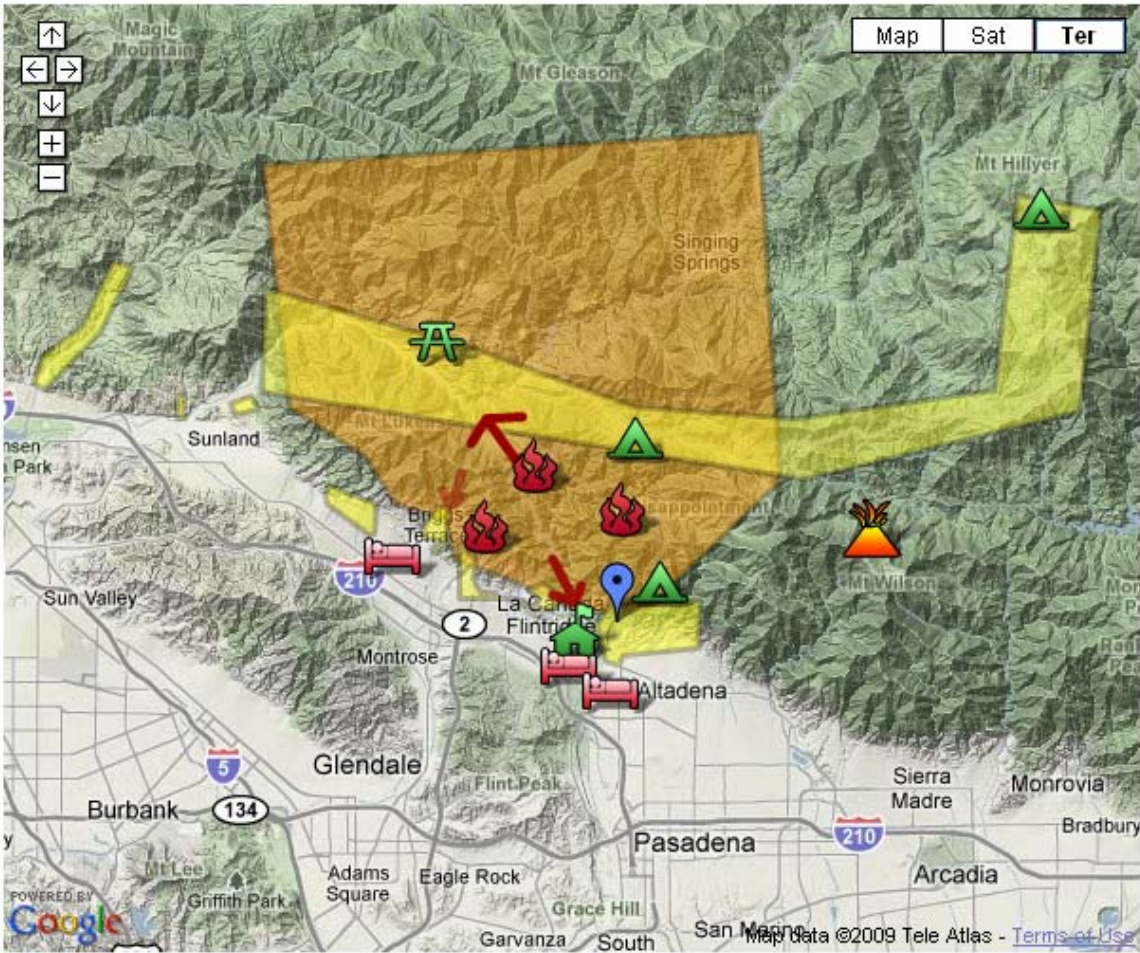 Magic
Mountain
Map
Sat
Ter
Mt Gleason
Mt Hillyer
Singing
Springs
Sunland
Park
Briggs
Terrace
210
Mt Wilson
Sun Valley
La Canada
Flintridge
2
Montrose
Altadena
5
Glendale
Flint Peak
Sierra
Madre
Monrovia
Burbank
134
Pasadena
210
Bradbury
Mt Lee
Adams
Square
Eagle Rock
Arcadia
POWERED BY
Google
Griffith Park
Grace Hill
Garvanza
South
San Marino
Map data ©2009 Tele Atlas - Terms of Use